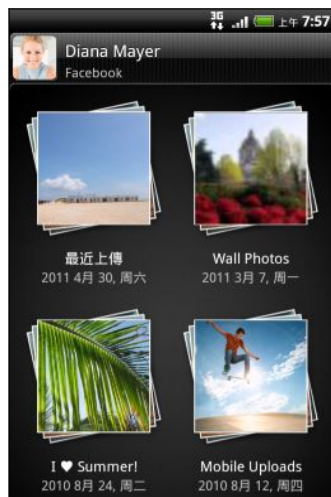 3G 上午 7:57
Diana Mayer
Facebook
最近上傳
2011 4月 30, 周六
Wall Photos
2011 3月 7, 周一
I ♥ Summer!
2010 8月 24, 周二
Mobile Uploads
2010 8月 12, 周四